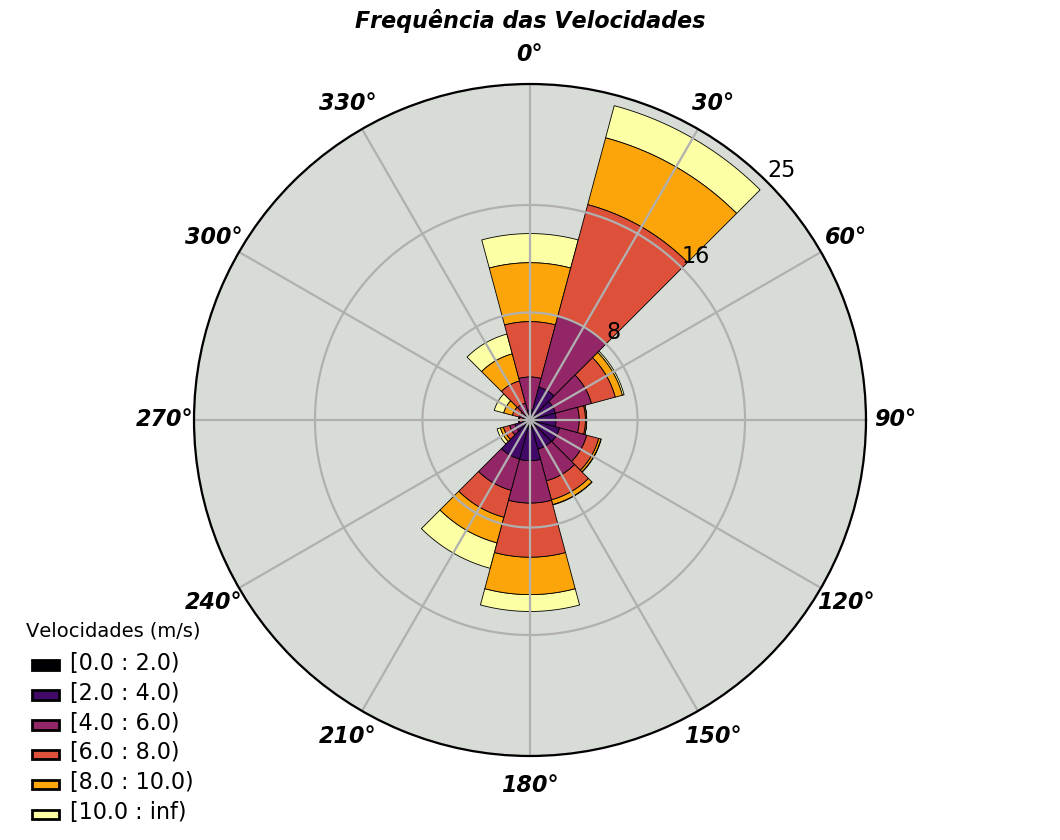 Frequência das Velocidades
0°
330°
30°
25
300°
60°
16
8
270°
90°
240°
120°
210°
150°
180°
Velocidades (m/s)
[0.0 : 2.0)
[2.0 : 4.0)
[4.0 : 6.0)
[6.0 : 8.0)
[8.0 : 10.0)
[10.0 : inf)